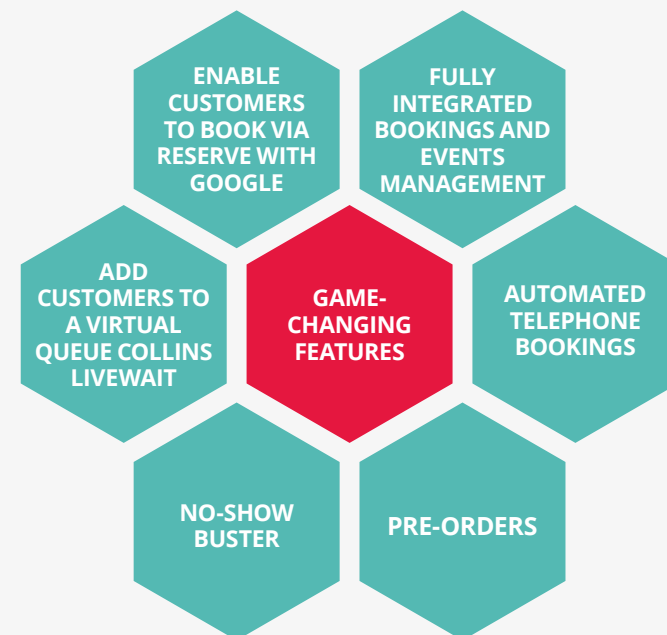 ENABLE
CUSTOMERS
TO BOOK VIA
RESERVE WITH
GOOGLE
FULLY
INTEGRATED
BOOKINGS AND
EVENTS
MANAGEMENT
ADD
CUSTOMERS TO
A VIRTUAL
QUEUE COLLINS
LIVEWAIT
GAME-
CHANGING
FEATURES
AUTOMATED
TELEPHONE
BOOKINGS
NO-SHOW
BUSTER
PRE-ORDERS